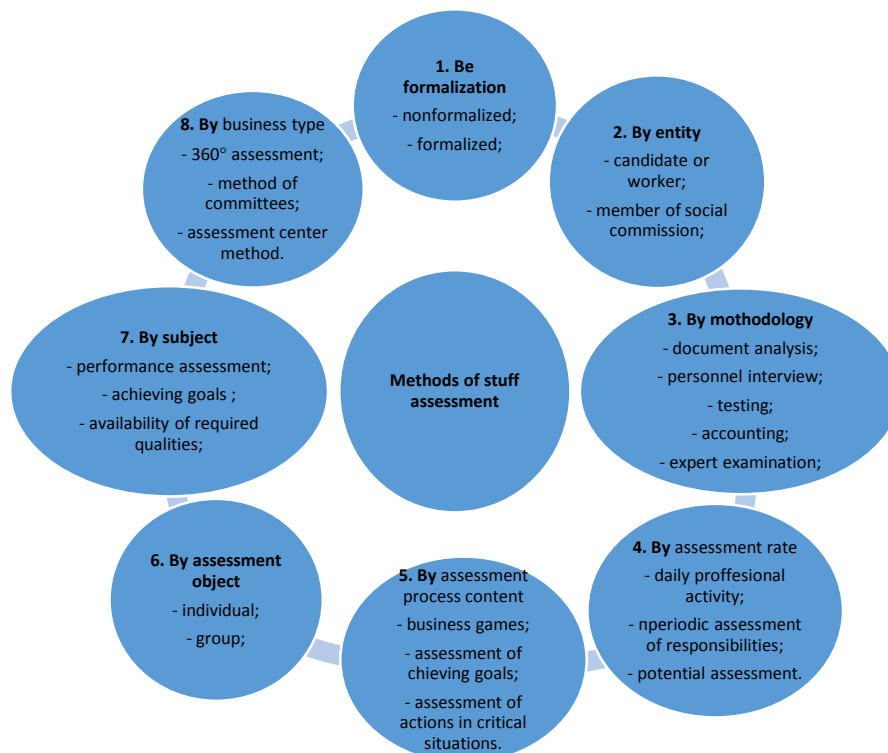 1. Be
formalization
- nonformalized;
- formalized;
2. By entity
- candidate or
worker;
- member of social
commission;
3. By mothodology
- document analysis;
- personnel interview;
- testing;
- accounting;
- expert examination;
4. By assessment rate
- daily proffesional
activity;
- пperiodic assessment
of responsibilities;
- potential assessment.
5. By assessment
process content
- business games;
- assessment of
chieving goals;
- assessment of
actions in critical
situations.
6. By assessment
object
- individual;
- group;
7. By subject
- performance assessment;
- achieving goals ;
- availability of required
qualities;
8. By business type
- 360° assessment;
- method of
committees;
- assessment center
method.
Methods of stuff
assessment